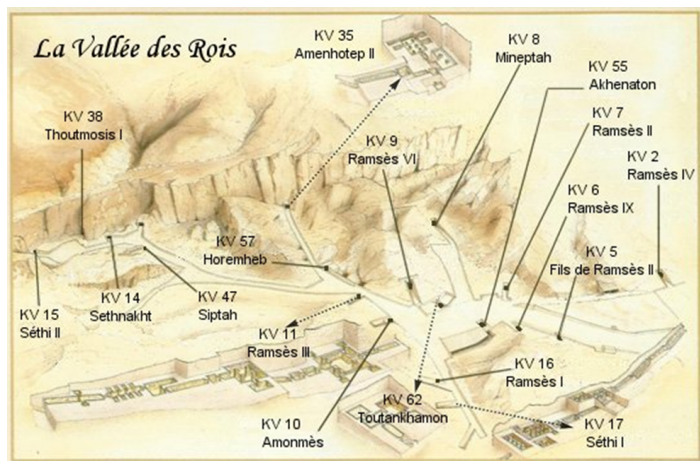 La Vallée des Rois
KV 35
Amenhotep II
KV 8
Mineptah
KV 55
Akhenaton
KV 7
Ramsès II
KV 38
Thoutmosis I
KV 9
Ramsès VI
KV 2
Ramsès IV
KV 6
Ramsès IX
KV 57
Horemheb
KV 5
Fils de Ramsès II
KV 15
Séthi II
KV 14
Sethnakht
KV 47
Siptah
KV 11
Ramsès III
KV 16
Ramsès I
KV 62
Toutankhamon
KV 10
Amonmès
KV 17
Séthi I